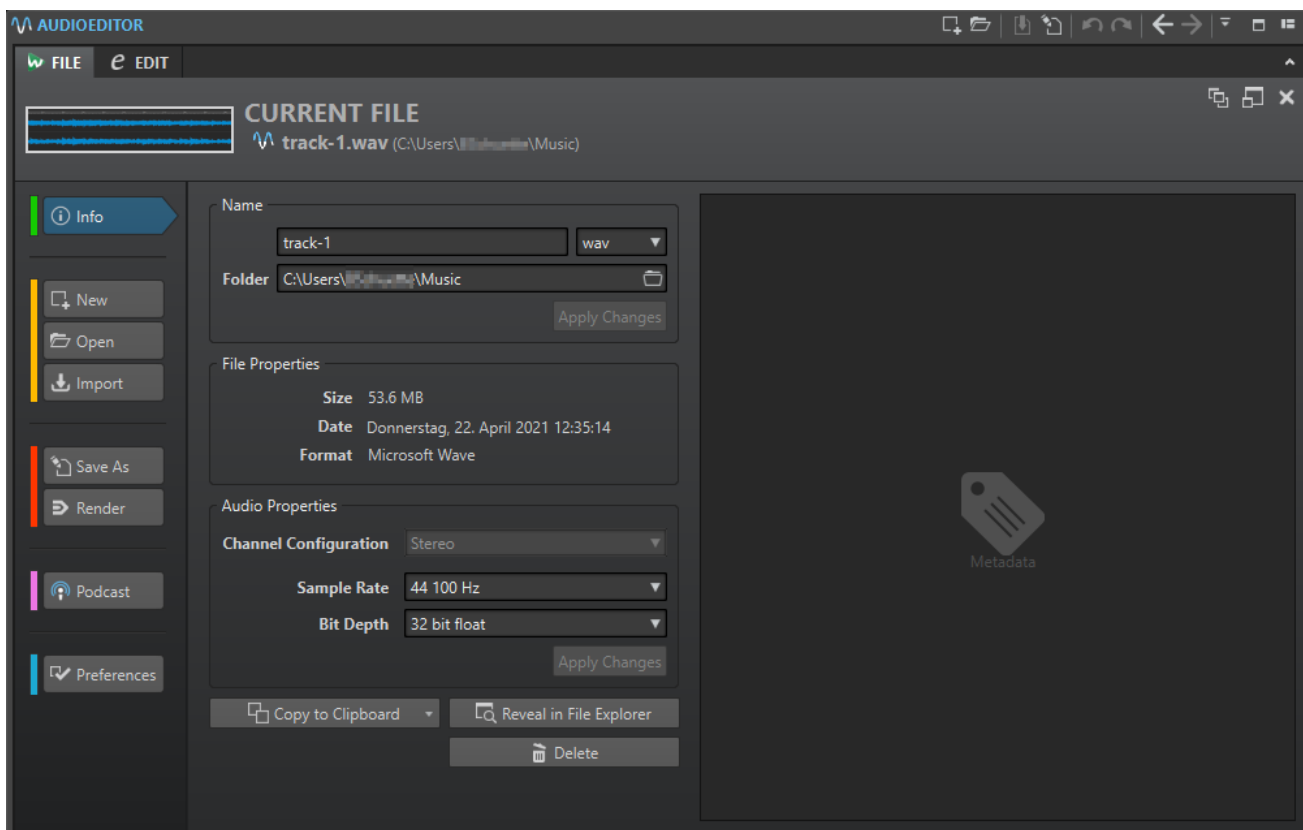 AUDIOEDITOR
FILE
EDIT
CURRENT FILE
track-1.wav (C:\Users\ \Music)
Info
New
Open
Import
Save As
Render
Podcast
Preferences
Name
track-1
wav
Folder C:\Users\ \Music
Apply Changes
File Properties
Size 53.6 MB
Date Donnerstag, 22. April 2021 12:35:14
Format Microsoft Wave
Audio Properties
Channel Configuration Stereo
Sample Rate 44 100 Hz
Bit Depth 32 bit float
Apply Changes
Copy to Clipboard
Reveal in File Explorer
Delete
Metadata